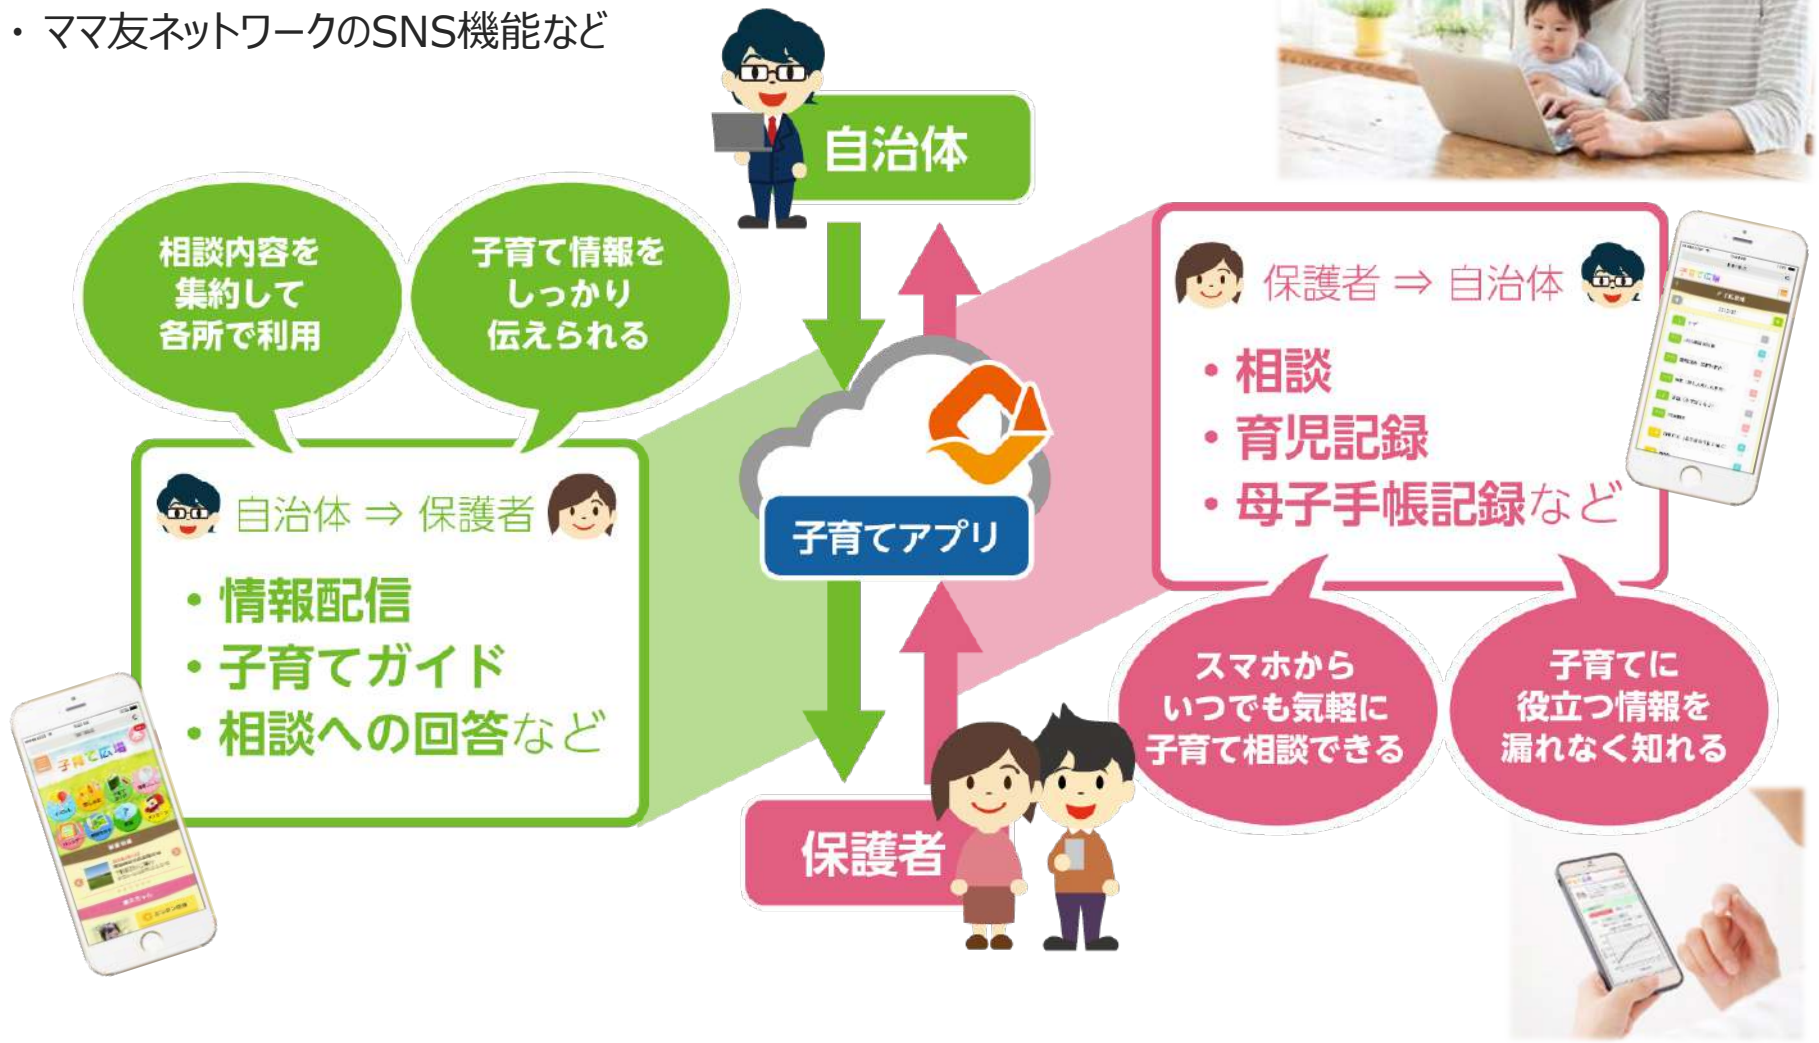 ・ママ友ネットワークのSNS機能など
自治体
相談内容を
集約して
各所で利用
子育て情報を
しっかり
伝えられる
自治体 ⇒ 保護者
・情報配信
・子育てガイド
・相談への回答など
子育てアプリ
保護者 ⇒ 自治体
・相談
・育児記録
・母子手帳記録など
スマホから
いつでも気軽に
子育て相談できる
子育てに
役立つ情報を
漏れなく知れる
保護者
子育て広場
子育て広場